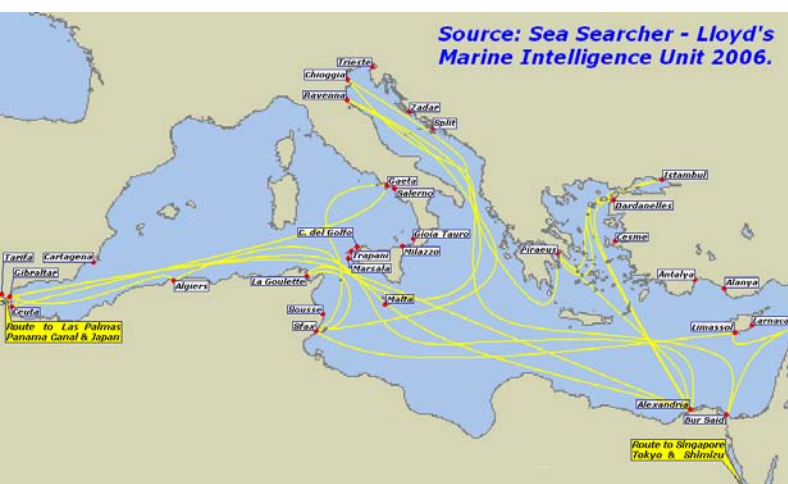 Source: Sea Searcher - Lloyd's
Marine Intelligence Unit 2006.
Trieste
Chioggia
Ravenna
Zadar
Split
Gaeta
Salerno
Istambul
Dardanelles
C. del Golfo
Gioia Tauro
Cesme
Trapani
Milazzo
Piraeus
Tarifa
Cartagena
Marsala
Gibraltar
La Goulette
Antalya
Algiers
Alanya
Malta
Ceuta
Sousse
Larnaca
Sfax
Limassol
Route to Las Palmas
Panama Canal & Japan
Alexandria
Bur Said
Route to Singapore
Tokyo & Shimizu